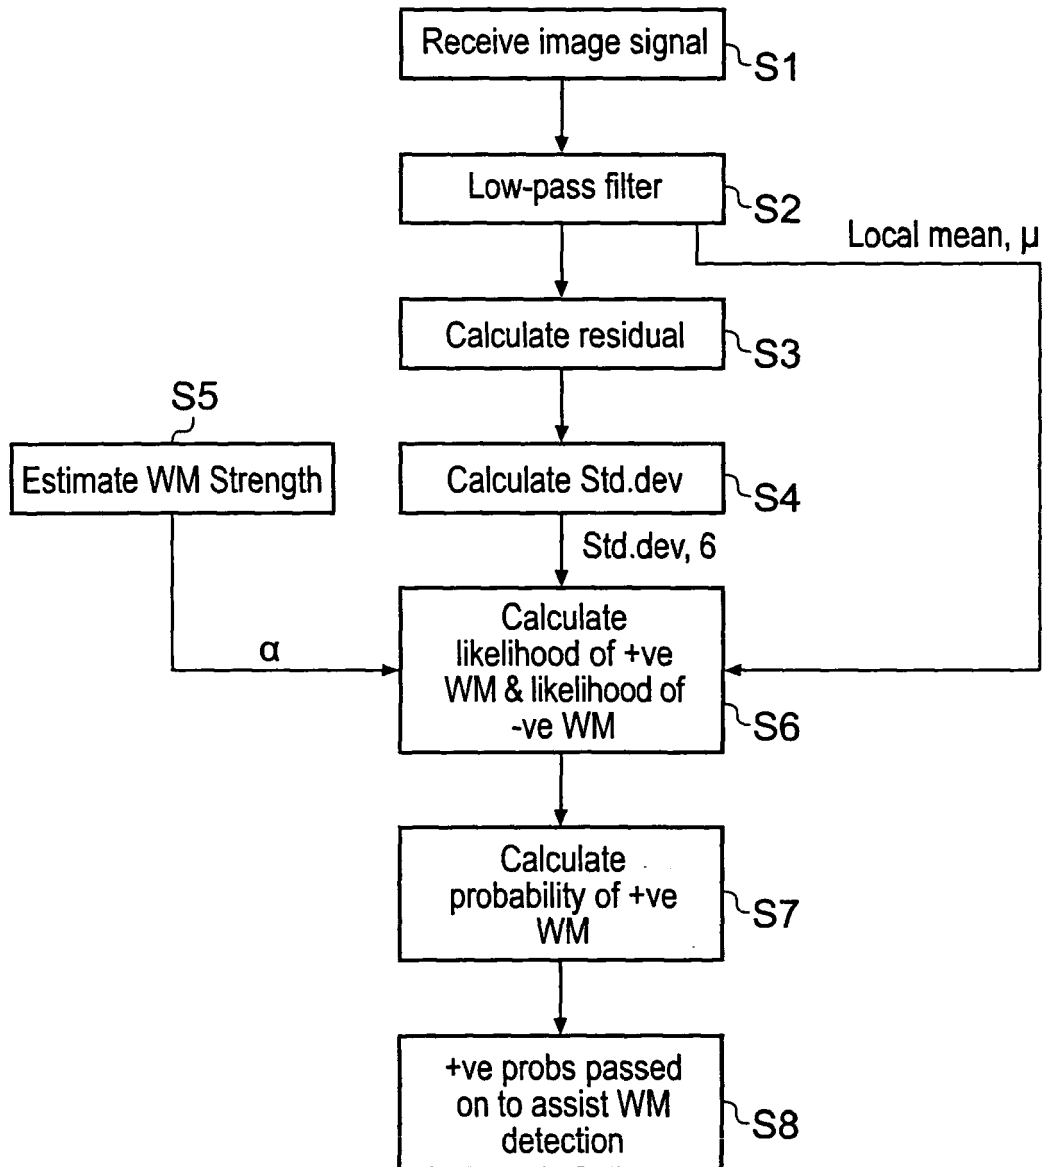 Receive image signal
S1
Low-pass filter
S2
Local mean, μ
Calculate residual
S3
S5
Estimate WM Strength
Calculate Std.dev
S4
Std.dev, 6
α
Calculate
likelihood of +ve
WM & likelihood of
-ve WM
S6
Calculate
probability of +ve
WM
S7
+ve probs passed
on to assist WM
detection
S8